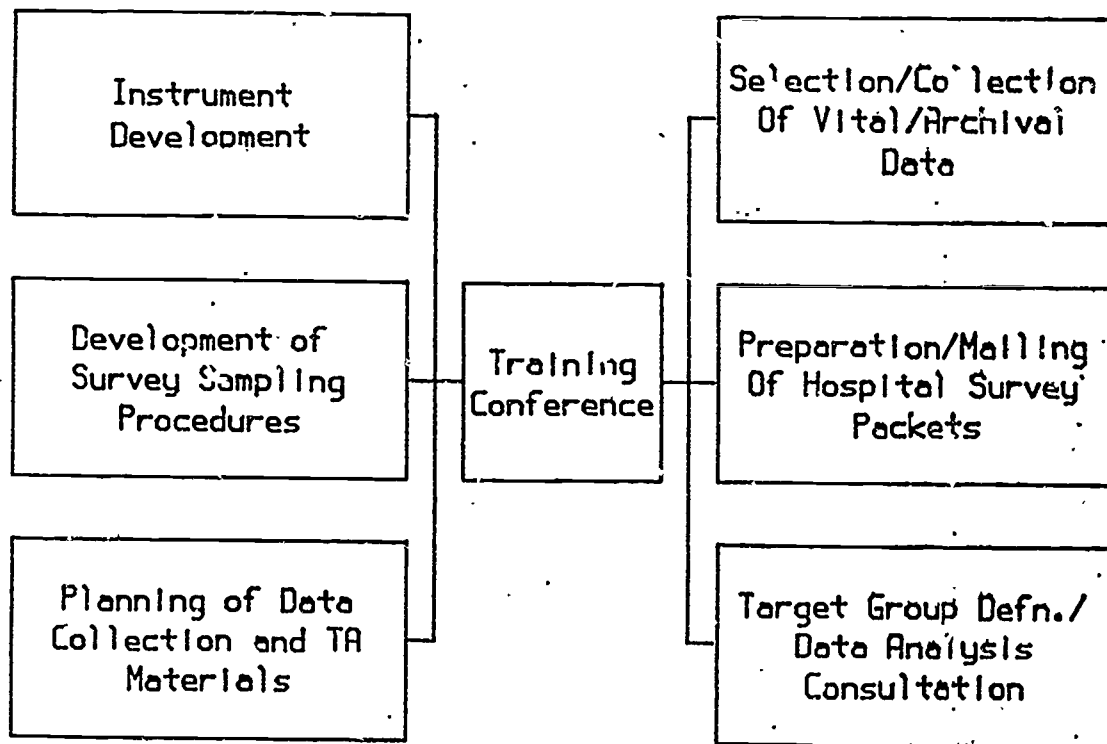 Instrument
Development
Development of
Survey Sampling
Procedures
Planning of Data
Collection and TA
Materials
Training
Conference
Selection/Collection
Of Vital/Archival
Data
Preparation/Mailing
Of Hospital Survey
Packets
Target Group Defn./
Data Analysis
Consultation